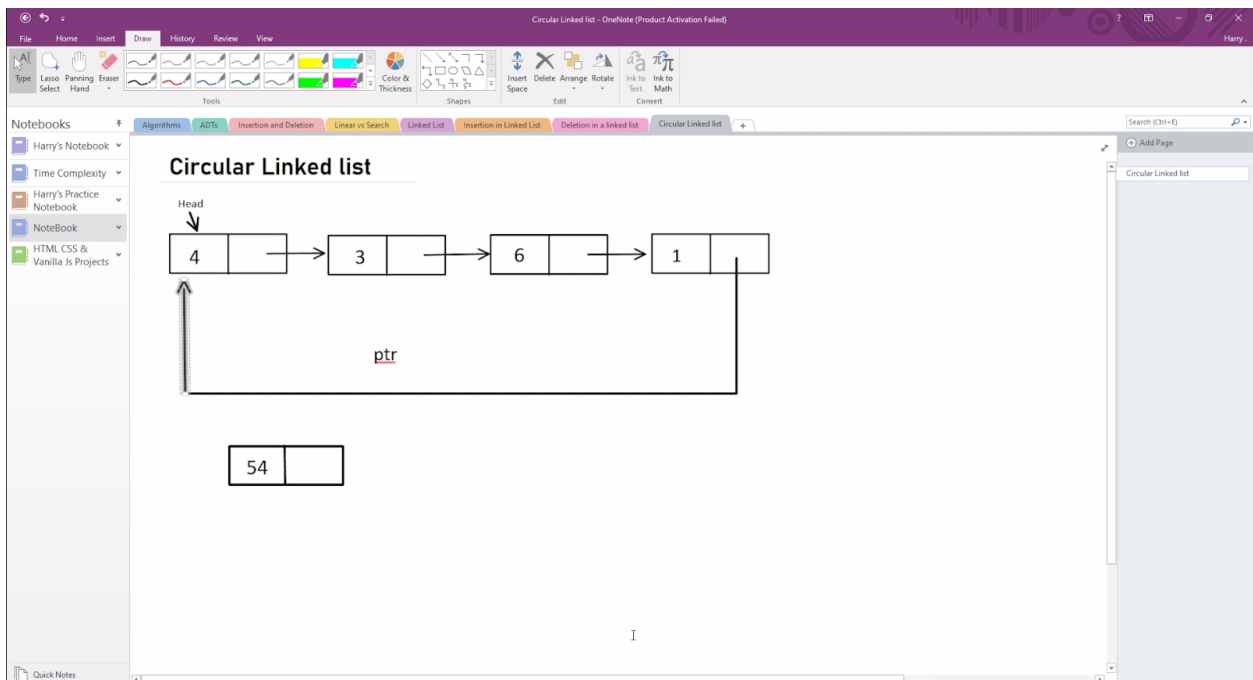 Circular Linked list - OneNote (Product Activation Failed)
?
File Home Insert Draw History Review View
Harry .
Type
Lasso Select
Panning Hand
Eraser
Color & Thickness
Insert Space
Delete
Arrange
Rotate
Ink to Text
Ink to Math
Tools
Shapes
Edit
Convert
Notebooks
Algorithms
ADTs
Insertion and Deletion
Linear vs Search
Linked List
Insertion in Linked List
Deletion in a linked list
Circular Linked list
Search (Ctrl+E)
Harry's Notebook
Time Complexity
Harry's Practice
Notebook
NoteBook
HTML CSS &
Vanilla Js Projects
Quick Notes
Add Page
Circular Linked list
Circular Linked list
Head
4 3 6 1
ptr
54